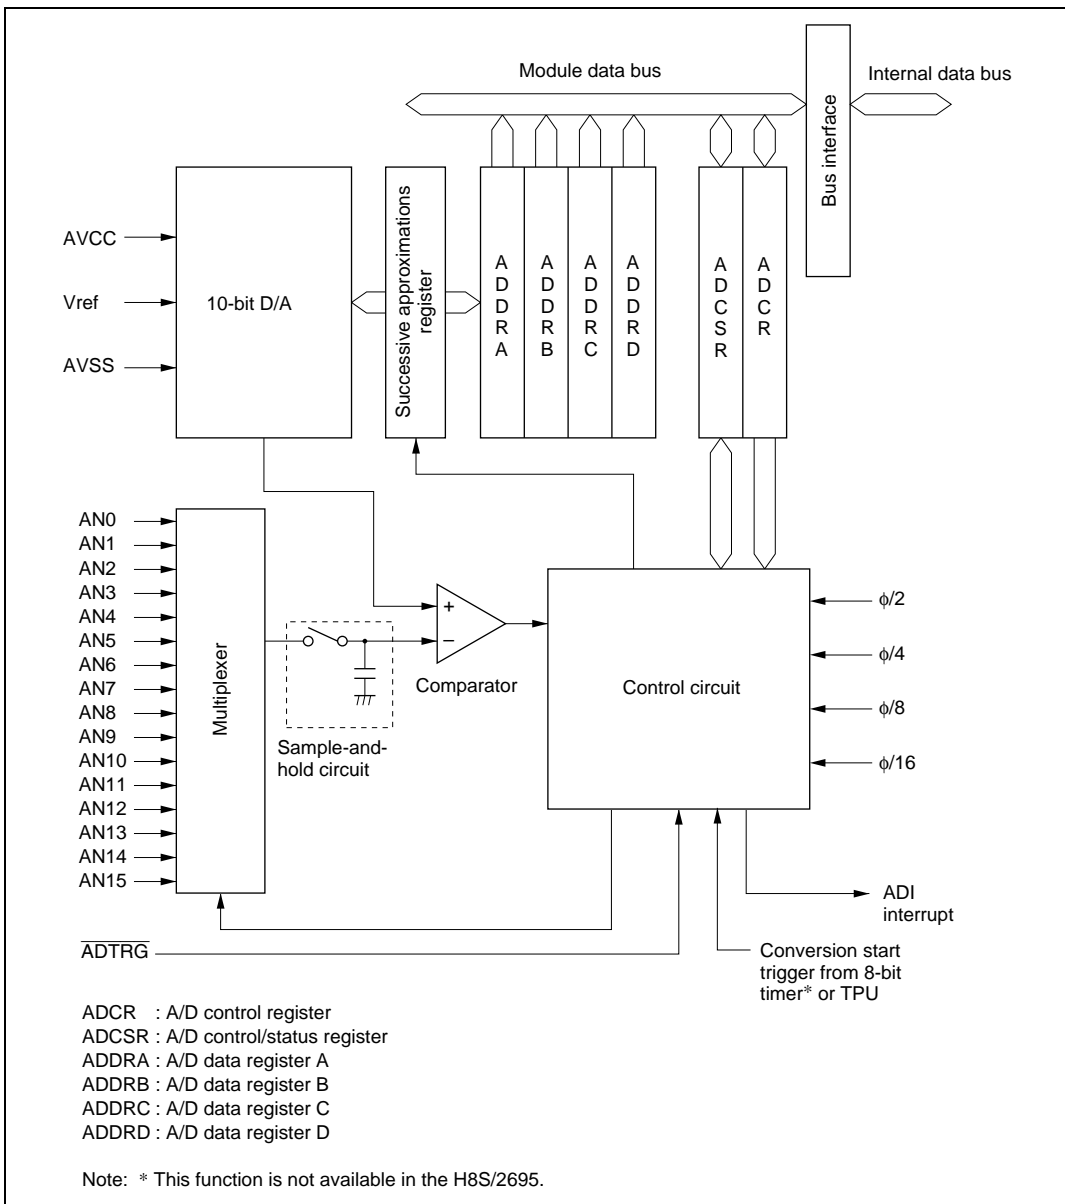 Module data bus
Internal data bus
Bus interface
AVCC
Vref
AVSS
10-bit D/A
Successive approximations
register
ADDRA
ADDRB
ADDRC
ADDRD
ADCSR
ADCR
AN0
AN1
AN2
AN3
AN4
AN5
AN6
AN7
AN8
AN9
AN10
AN11
AN12
AN13
AN14
AN15
Multiplexer
+
−
Comparator
Sample-and-
hold circuit
Control circuit
ϕ/2
ϕ/4
ϕ/8
ϕ/16
ADI
interrupt
ADTRG
Conversion start
trigger from 8-bit
timer* or TPU
ADCR : A/D control register
ADCSR : A/D control/status register
ADDRA : A/D data register A
ADDRB : A/D data register B
ADDRC : A/D data register C
ADDRD : A/D data register D
Note: * This function is not available in the H8S/2695.